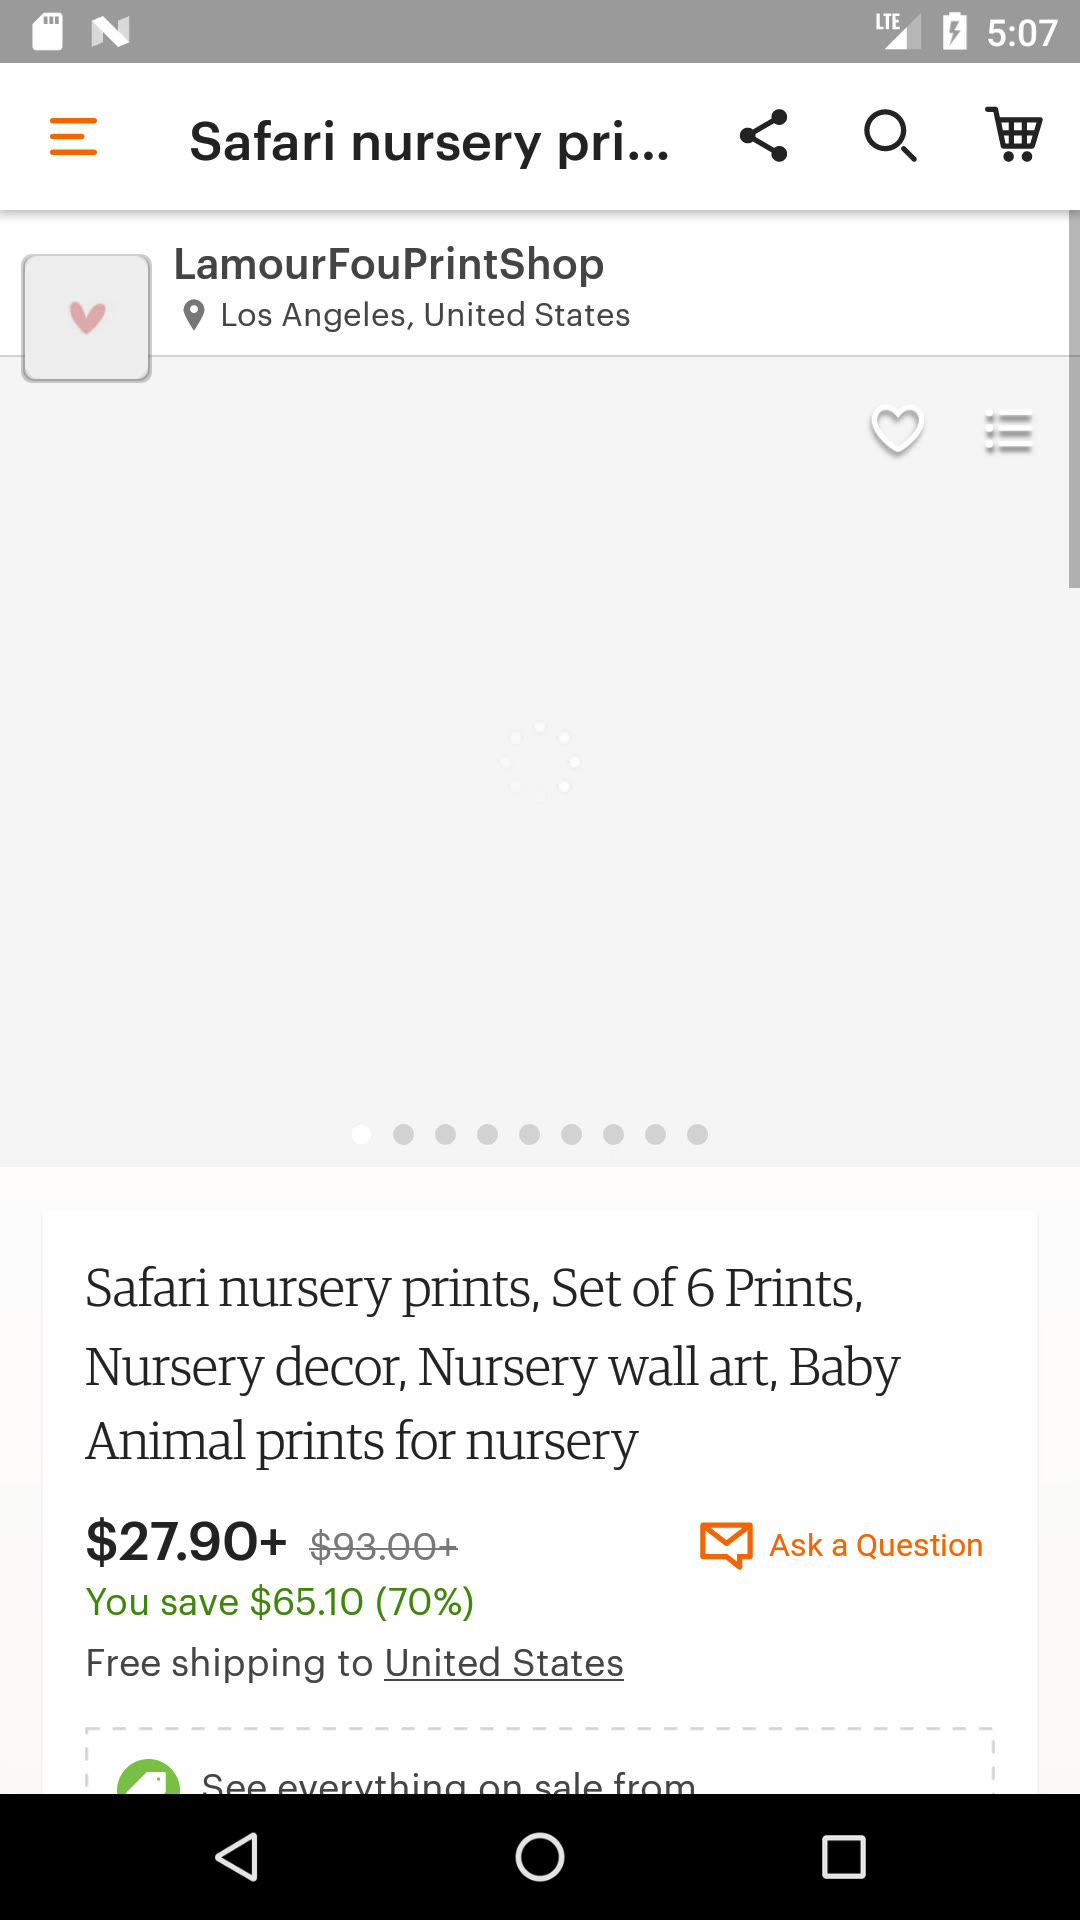 LTE 5:07
Safari nursery pri...
LamourFouPrintShop
Los Angeles, United States
Safari nursery prints, Set of 6 Prints,
Nursery decor, Nursery wall art, Baby
Animal prints for nursery
$27.90+ $93.00+
Ask a Question
You save $65.10 (70%)
Free shipping to United States
See everything on sale from